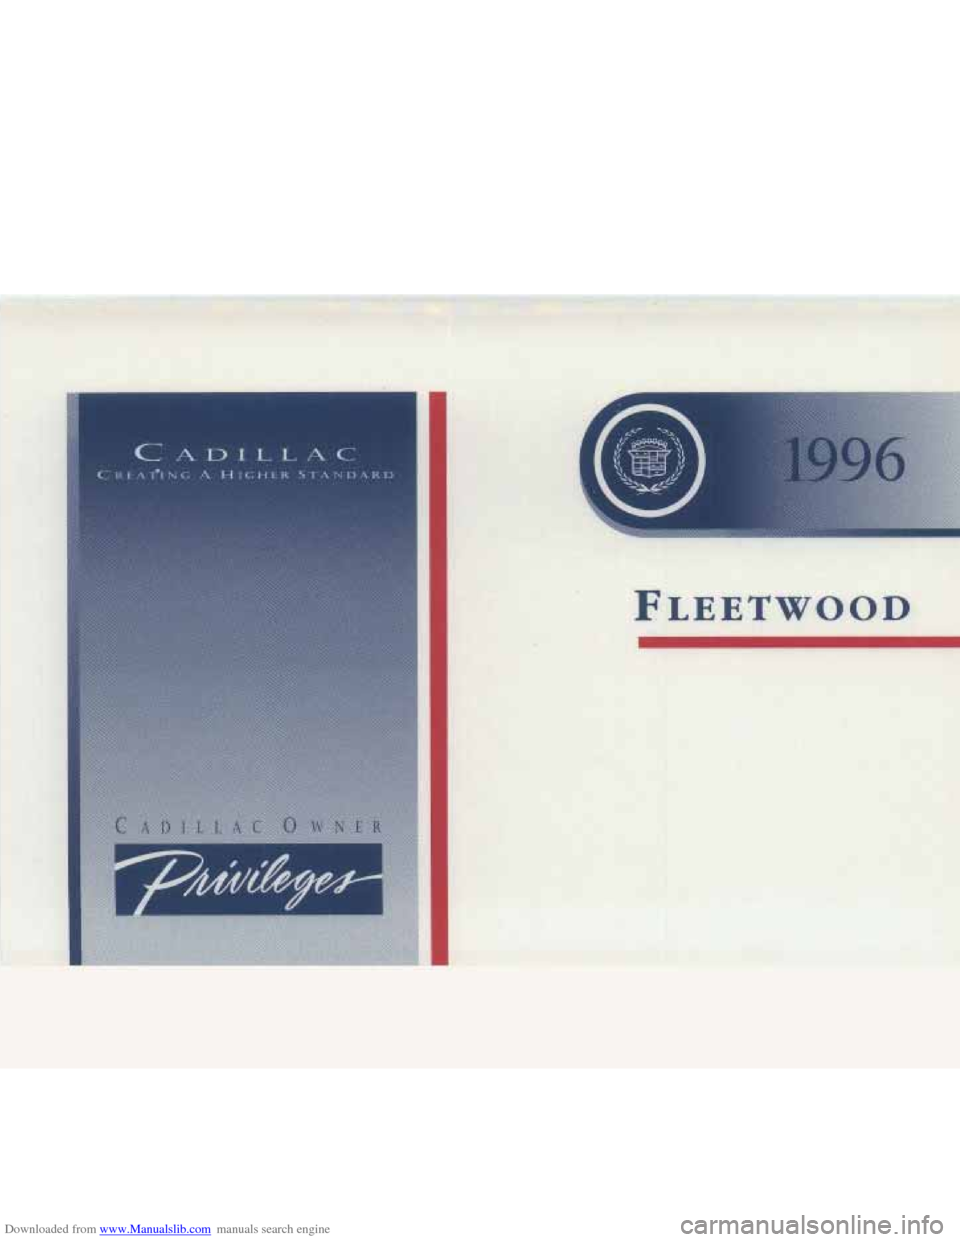 CADILLAC
CREATING A HIGHER STANDARD
CADILLAC OWNER
Privileges
1996
FLEETWOOD
Downloaded from www.Manualslib.com manuals search engine
carmanualsonline.info